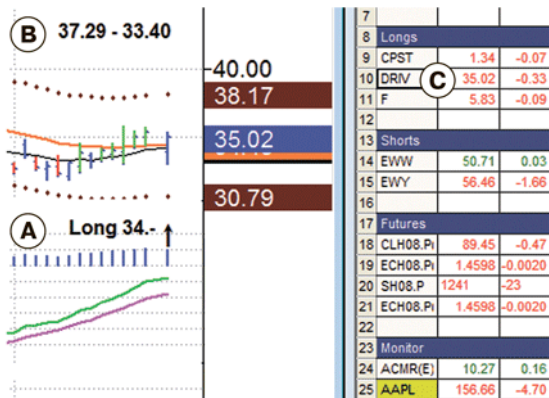 B 37.29 - 33.40
40.00
38.17
35.02
30.79
A Long 34.-
7
8 Longs
9 CPST 1.34 -0.07
10 DRIV C 35.02 -0.33
11 F 5.83 -0.09
12
13 Shorts
14 EWW 50.71 0.03
15 EWY 56.46 -1.66
16
17 Futures
18 CLH08.P 89.45 -0.47
19 ECH08.P 1.4598 -0.0020
20 SH08.P 1241 -23
21 ECH08.P 1.4598 -0.0020
22
23 Monitor
24 ACMR(E) 10.27 0.16
25 AAPL 156.66 -4.70